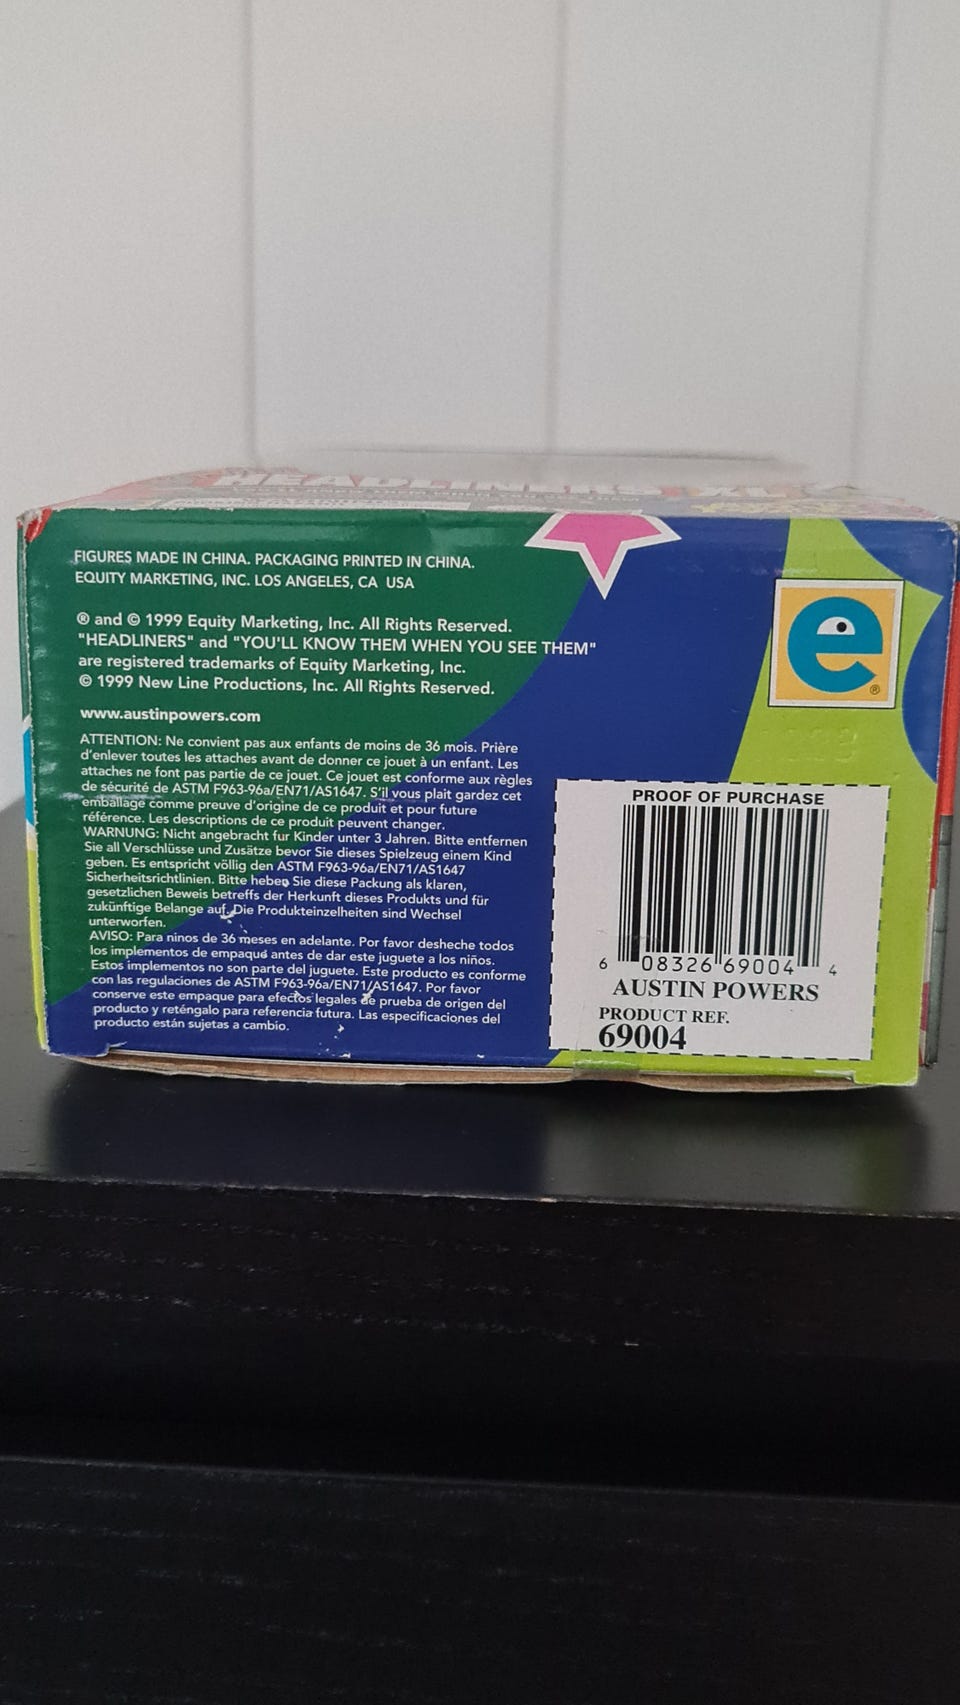 HEADLINERS XL
FIGURES MADE IN CHINA. PACKAGING PRINTED IN CHINA.
EQUITY MARKETING, INC. LOS ANGELES, CA USA
® and © 1999 Equity Marketing, Inc. All Rights Reserved.
"HEADLINERS" and "YOU'LL KNOW THEM WHEN YOU SEE THEM"
are registered trademarks of Equity Marketing, Inc.
© 1999 New Line Productions, Inc. All Rights Reserved.
www.austinpowers.com
ATTENTION: Ne convient pas aux enfants de moins de 36 mois. Prière
d'enlever toutes les attaches avant de donner ce jouet à un enfant. Les
attaches ne font pas partie de ce jouet. Ce jouet est conforme aux règles
de sécurité de ASTM F963-96a/EN71/AS1647. S'il vous plait gardez cet
emballage comme preuve d'origine de ce produit et pour future
référence. Les descriptions de ce produit peuvent changer.
WARNUNG: Nicht angebracht fur Kinder unter 3 Jahren. Bitte entfernen
Sie all Verschlüsse und Zusätze bevor Sie dieses Spielzeug einem Kind
geben. Es entspricht völlig den ASTM F963-96a/EN71/AS1647
Sicherheitsrichtlinien. Bitte heben Sie diese Packung als klaren,
gesetzlichen Beweis betreffs der Herkunft dieses Produkts und für
zukünftige Belange auf. Die Produkteinzelheiten sind Wechsel
unterworfen.
AVISO: Para ninos de 36 meses en adelante. Por favor desheche todos
los implementos de empaque antes de dar este juguete a los niños.
Estos implementos no son parte del juguete. Este producto es conforme
con las regulaciones de ASTM F963-96a/EN71/AS1647. Por favor
conserve este empaque para efectos legales de prueba de origen del
producto y reténgalo para referencia futura. Las especificaciones del
producto están sujetas a cambio.
e®
PROOF OF PURCHASE
6 08326 69004 4
AUSTIN POWERS
PRODUCT REF.
69004